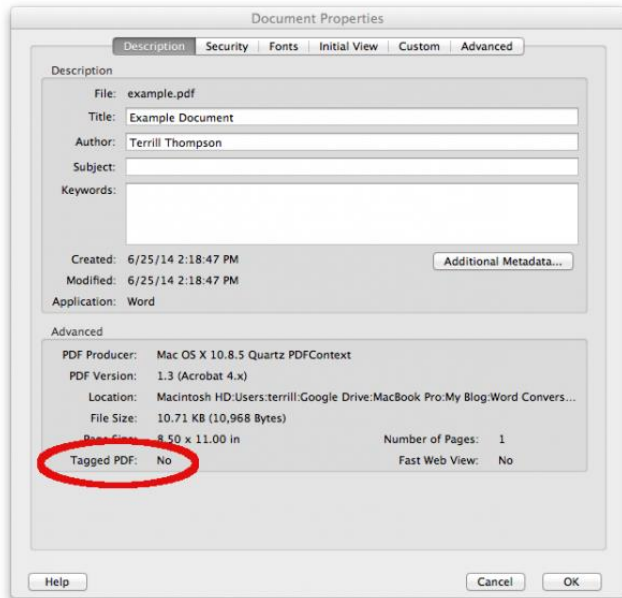 Document Properties
Description Security Fonts Initial View Custom Advanced
Description
File: example.pdf
Title: Example Document
Author: Terrill Thompson
Subject:
Keywords:
Created: 6/25/14 2:18:47 PM
Additional Metadata...
Modified: 6/25/14 2:18:47 PM
Application: Word
Advanced
PDF Producer: Mac OS X 10.8.5 Quartz PDFContext
PDF Version: 1.3 (Acrobat 4.x)
Location: Macintosh HD:Users:terrill:Google Drive:MacBook Pro:My Blog:Word Convers...
File Size: 10.71 KB (10,968 Bytes)
Page Size: 8.50 x 11.00 in Number of Pages: 1
Tagged PDF: No Fast Web View: No
Help Cancel OK